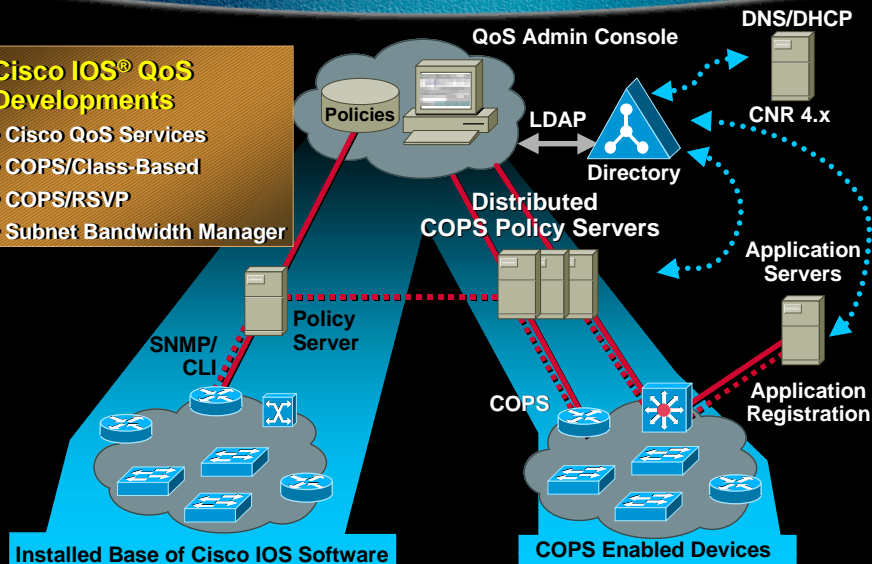 Cisco IOS® QoS
Developments
• Cisco QoS Services
• COPS/Class-Based
• COPS/RSVP
• Subnet Bandwidth Manager
QoS Admin Console
DNS/DHCP
Policies
LDAP
CNR 4.x
Directory
Distributed
COPS Policy Servers
Application
Servers
Policy
Server
SNMP/
CLI
COPS
Application
Registration
Installed Base of Cisco IOS Software
COPS Enabled Devices